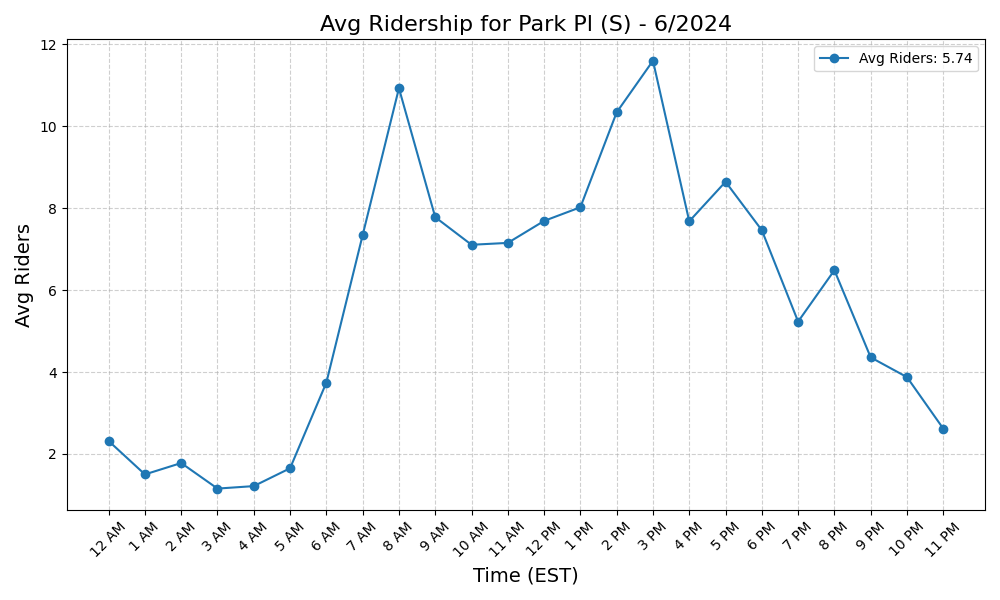 Avg Ridership for Park Pl (S) - 6/2024
Avg Riders: 5.74
Avg Riders
12
10
8
6
4
2
12 AM
1 AM
2 AM
3 AM
4 AM
5 AM
6 AM
7 AM
8 AM
9 AM
10 AM
11 AM
12 PM
1 PM
2 PM
3 PM
4 PM
5 PM
6 PM
7 PM
8 PM
9 PM
10 PM
11 PM
Time (EST)